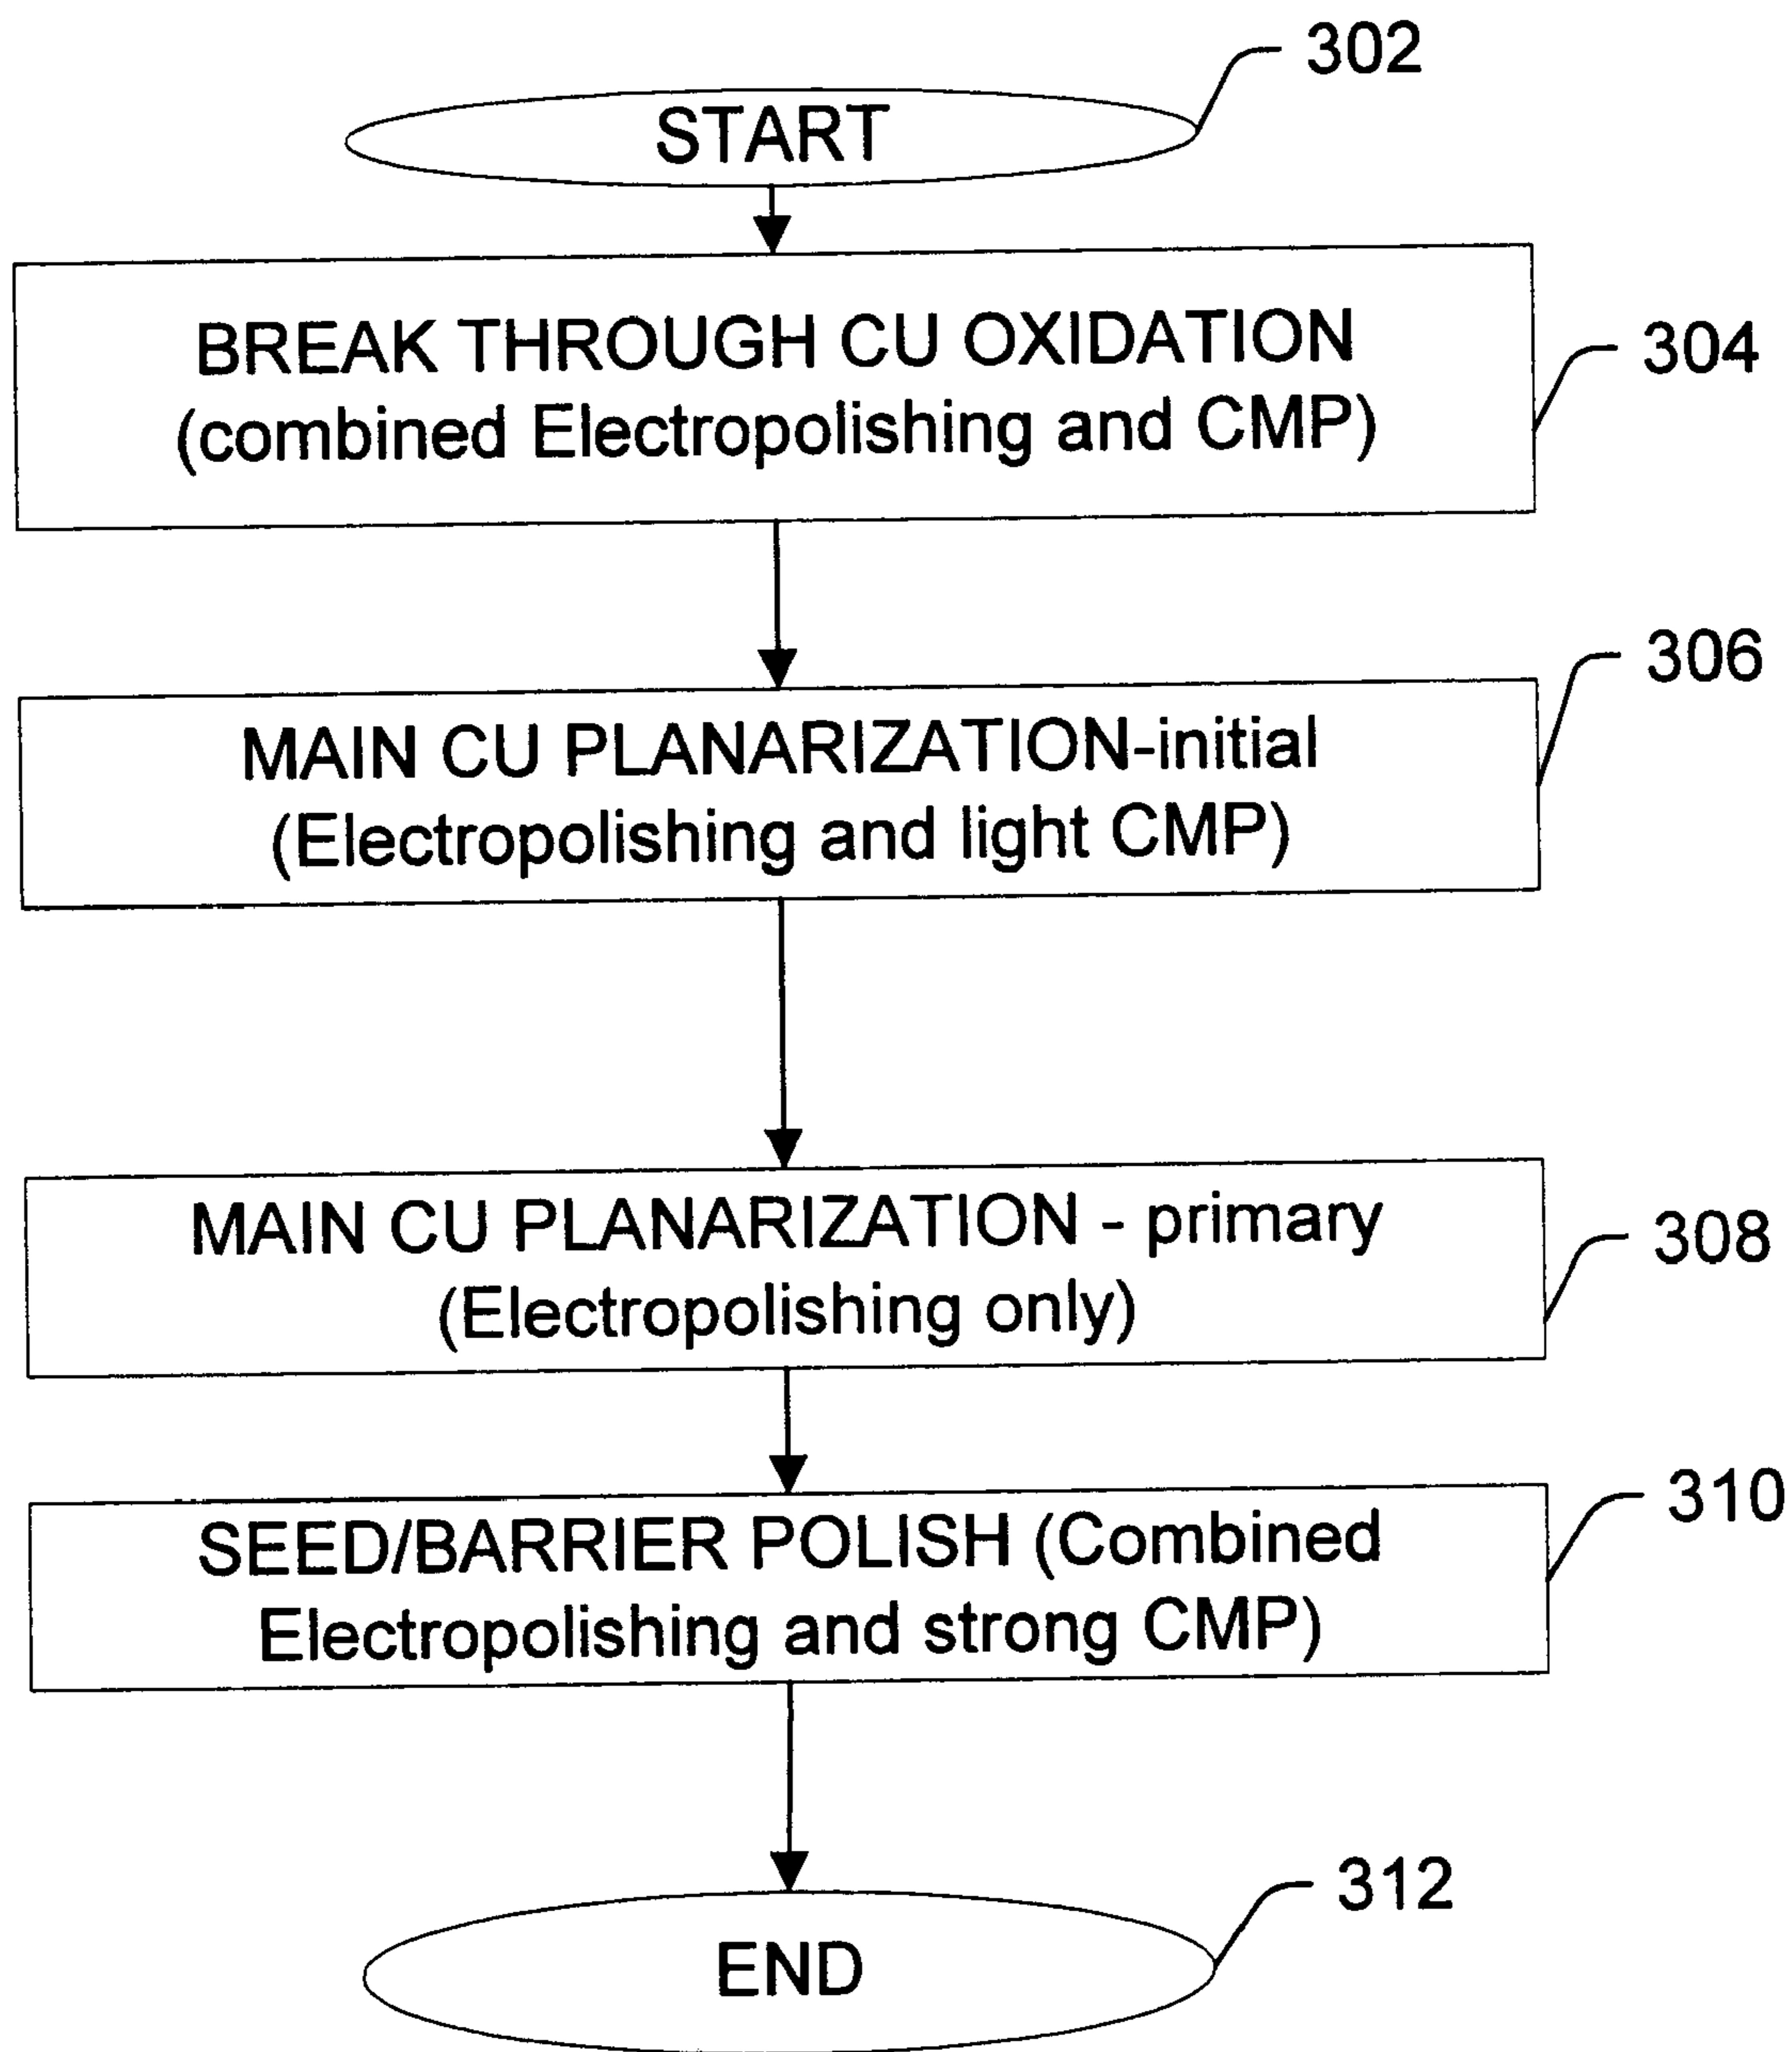 302
START
BREAK THROUGH CU OXIDATION
(combined Electropolishing and CMP)
304
306
MAIN CU PLANARIZATION-initial
(Electropolishing and light CMP)
MAIN CU PLANARIZATION - primary
(Electropolishing only)
308
310
SEED/BARRIER POLISH (Combined
Electropolishing and strong CMP)
312
END